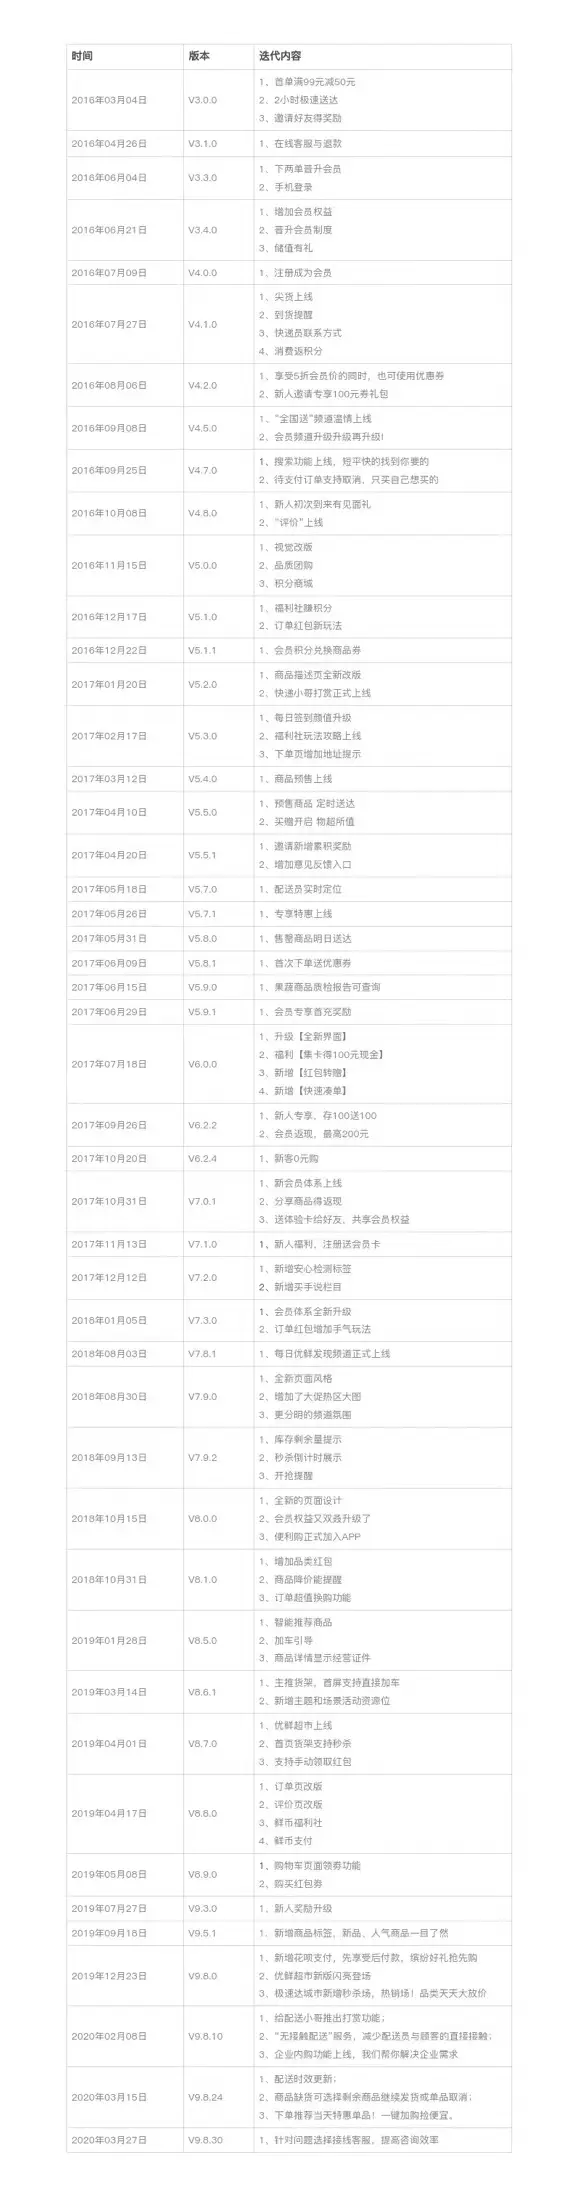 时间 版本 迭代内容
2016年03月04日 V3.0.0 1、首单满99元减50元
2、2小时极速送达
3、邀请好友得奖励
2016年04月26日 V3.1.0 1、在线客服与退款
2016年06月04日 V3.3.0 1、下两单晋升会员
2、手机登录
2016年06月21日 V3.4.0 1、增加会员权益
2、晋升会员制度
3、储值有礼
2016年07月09日 V4.0.0 1、注册成为会员
2016年07月27日 V4.1.0 1、尖货上线
2、到货提醒
3、快递员联系方式
4、消费返积分
2016年08月06日 V4.2.0 1、享受5折会员价的同时，也可使用优惠券
2、新人邀请专享100元券礼包
2016年09月08日 V4.5.0 1、“全国送”频道温情上线
2、会员频道升级升级再升级!
2016年09月25日 V4.7.0 1、搜索功能上线，短平快的找到你要的
2、待支付订单支持取消，只买自己想买的
2016年10月08日 V4.8.0 1、新人初次到来有见面礼
2、“评价”上线
2016年11月15日 V5.0.0 1、视觉改版
2、品质团购
3、积分商城
2016年12月17日 V5.1.0 1、福利社赚积分
2、订单红包新玩法
2016年12月22日 V5.1.1 1、会员积分兑换商品券
2017年01月20日 V5.2.0 1、商品描述页全新改版
2、快递小哥打赏正式上线
2017年02月17日 V5.3.0 1、每日签到颜值升级
2、福利社玩法攻略上线
3、下单页增加地址提示
2017年03月12日 V5.4.0 1、商品预售上线
2017年04月10日 V5.5.0 1、预售商品 定时送达
2、买赠开启 物超所值
2017年04月20日 V5.5.1 1、邀请新增累积奖励
2、增加意见反馈入口
2017年05月18日 V5.7.0 1、配送员实时定位
2017年05月26日 V5.7.1 1、专享特惠上线
2017年05月31日 V5.8.0 1、售罄商品明日送达
2017年06月09日 V5.8.1 1、首次下单送优惠券
2017年06月15日 V5.9.0 1、果蔬商品质检报告可查询
2017年06月29日 V5.9.1 1、会员专享首充奖励
2017年07月18日 V6.0.0 1、升级【全新界面】
2、福利【集卡得100元现金】
3、新增【红包转赠】
4、新增【快速凑单】
2017年09月26日 V6.2.2 1、新人专享，存100送100
2、会员返现，最高200元
2017年10月20日 V6.2.4 1、新客0元购
2017年10月31日 V7.0.1 1、新会员体系上线
2、分享商品得返现
3、送体验卡给好友，共享会员权益
2017年11月13日 V7.1.0 1、新人福利，注册送会员卡
2017年12月12日 V7.2.0 1、新增安心检测标签
2、新增买手说栏目
2018年01月05日 V7.3.0 1、会员体系全新升级
2、订单红包增加手气玩法
2018年08月03日 V7.8.1 1、每日优鲜发现频道正式上线
2018年08月30日 V7.9.0 1、全新页面风格
2、增加了大促热区大图
3、更分明的频道氛围
2018年09月13日 V7.9.2 1、库存剩余量提示
2、秒杀倒计时展示
3、开抢提醒
2018年10月15日 V8.0.0 1、全新的页面设计
2、会员权益又双叒升级了
3、便利购正式加入APP
2018年10月31日 V8.1.0 1、增加品类红包
2、商品降价能提醒
3、订单超值换购功能
2019年01月28日 V8.5.0 1、智能推荐商品
2、加车引导
3、商品详情显示经营证件
2019年03月14日 V8.6.1 1、主推货架，首屏支持直接加车
2、新增主题和场景活动资源位
2019年04月01日 V8.7.0 1、优鲜超市上线
2、首页货架支持秒杀
3、支持手动领取红包
2019年04月17日 V8.8.0 1、订单页改版
2、评价页改版
3、鲜币福利社
4、鲜币支付
2019年05月08日 V8.9.0 1、购物车页面领券功能
2、购买红包券
2019年07月27日 V9.3.0 1、新人奖励升级
2019年09月18日 V9.5.1 1、新增商品标签，新品、人气商品一目了然
2019年12月23日 V9.8.0 1、新增花呗支付，先享受后付款，缤纷好礼抢先购
2、优鲜超市新版闪亮登场
3、极速达城市新增秒杀场，热销场！品类天天大放价
2020年02月08日 V9.8.10 1、给配送小哥推出打赏功能；
2、“无接触配送”服务，减少配送员与顾客的直接接触；
3、企业内购功能上线，我们帮你解决企业需求
2020年03月15日 V9.8.24 1、配送时效更新；
2、商品缺货可选择剩余商品继续发货或单品取消；
3、下单推荐当天特惠单品！一键加购捡便宜。
2020年03月27日 V9.8.30 1、针对问题选择接线客服，提高咨询效率